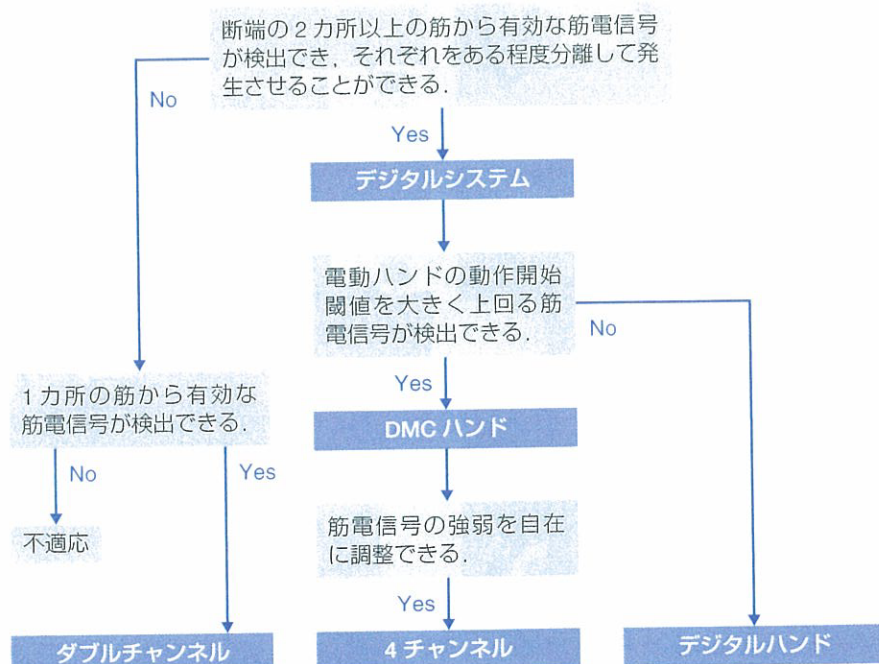 断端の2カ所以上の筋から有効な筋電信号
が検出でき，それぞれをある程度分離して発
生させることができる．
No
Yes
デジタルシステム
電動ハンドの動作開始
閾値を大きく上回る筋
電信号が検出できる．
No
Yes
1カ所の筋から有効な
筋電信号が検出できる．
DMC ハンド
No
Yes
不適応
筋電信号の強弱を自在
に調整できる．
Yes
ダブルチャンネル
4 チャンネル
デジタルハンド